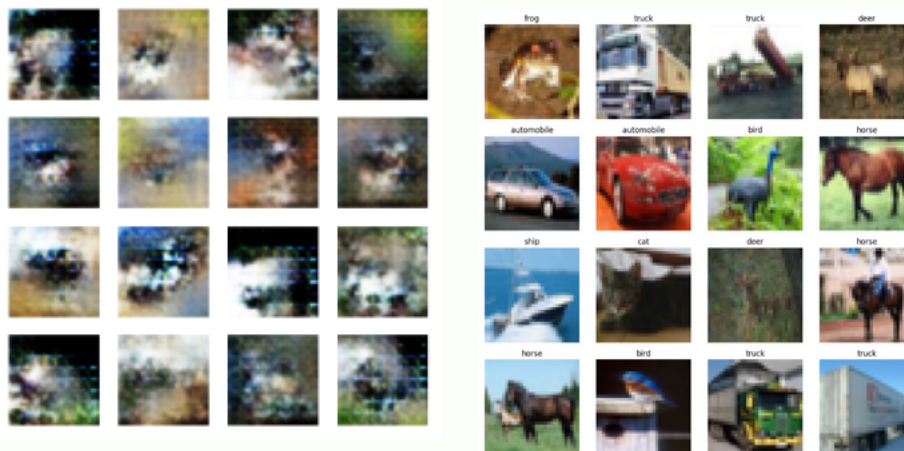 frog truck truck deer
automobile automobile bird horse
ship cat deer horse
horse bird truck truck